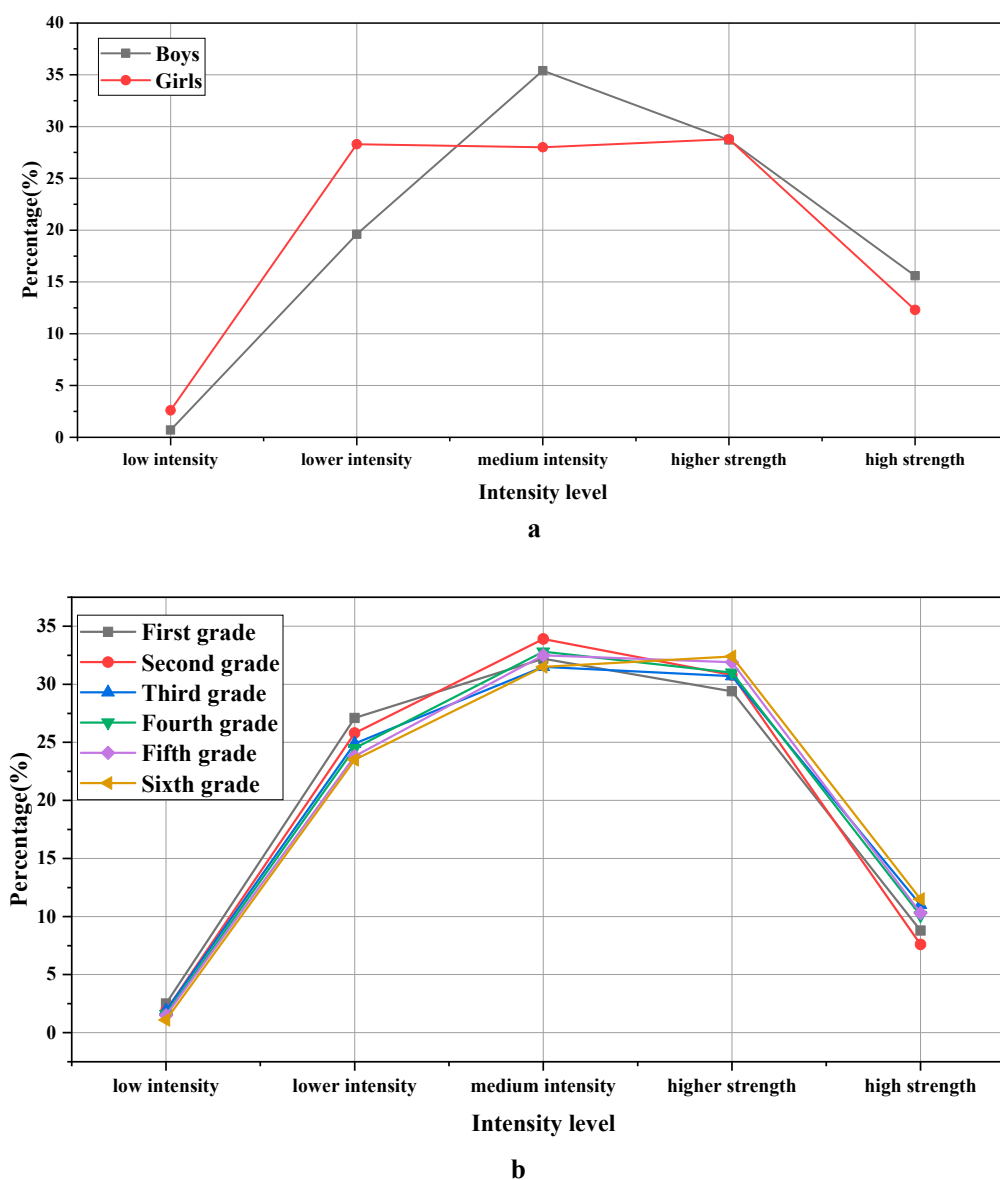 40
35
30
25
20
15
10
5
0
Percentage(%)
Boys
Girls
low intensity lower intensity medium intensity higher strength high strength
Intensity level
a
35
30
25
20
15
10
5
0
Percentage(%)
First grade
Second grade
Third grade
Fourth grade
Fifth grade
Sixth grade
low intensity lower intensity medium intensity higher strength high strength
Intensity level
b